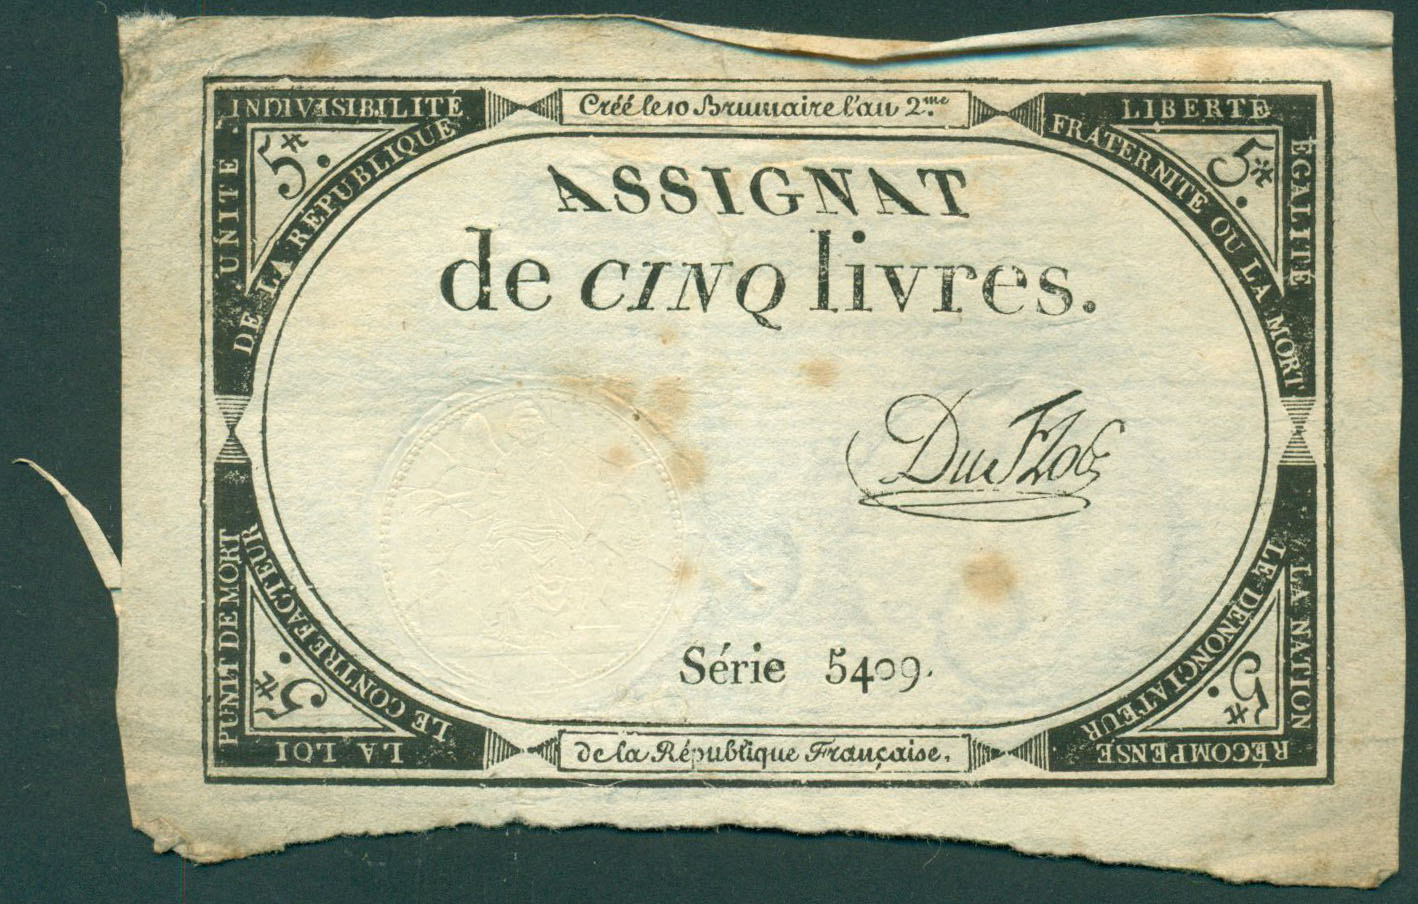 Créé le 10 Brumaire l'an 2.me
INDIVISIBILITÉ
UNITÉ
DE LA RÉPUBLIQUE
5₶.
LIBERTÉ
ÉGALITÉ
FRATERNITÉ OU LA MORT
5₶.
ASSIGNAT
de CINQ livres.
Série 5409.
LA LOI
PUNIT DE MORT
LE CONTREFACTEUR
5₶.
LA NATION
RÉCOMPENSE
LE DÉNONCIATEUR
5₶.
de la République Française.